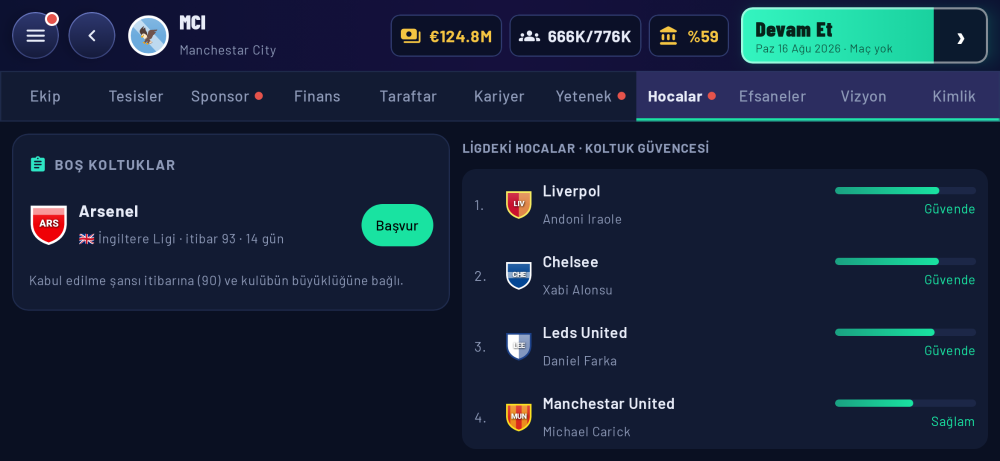 MCI
Manchestar City
€124.8M
666K/776K
%59
Devam Et
Paz 16 Ağu 2026 · Maç yok
Ekip
Tesisler
Sponsor
Finans
Taraftar
Kariyer
Yetenek
Hocalar
Efsaneler
Vizyon
Kimlik
BOŞ KOLTUKLAR
ARS
Arsenel
İngiltere Ligi · itibar 93 · 14 gün
Başvur
Kabul edilme şansı itibarına (90) ve kulübün büyüklüğüne bağlı.
LİGDEKİ HOCALAR · KOLTUK GÜVENCESİ
1.
LIV
Liverpol
Andoni Iraole
Güvende
2.
CHE
Chelsee
Xabi Alonsu
Güvende
3.
LEE
Leds United
Daniel Farka
Güvende
4.
MUN
Manchestar United
Michael Carick
Sağlam